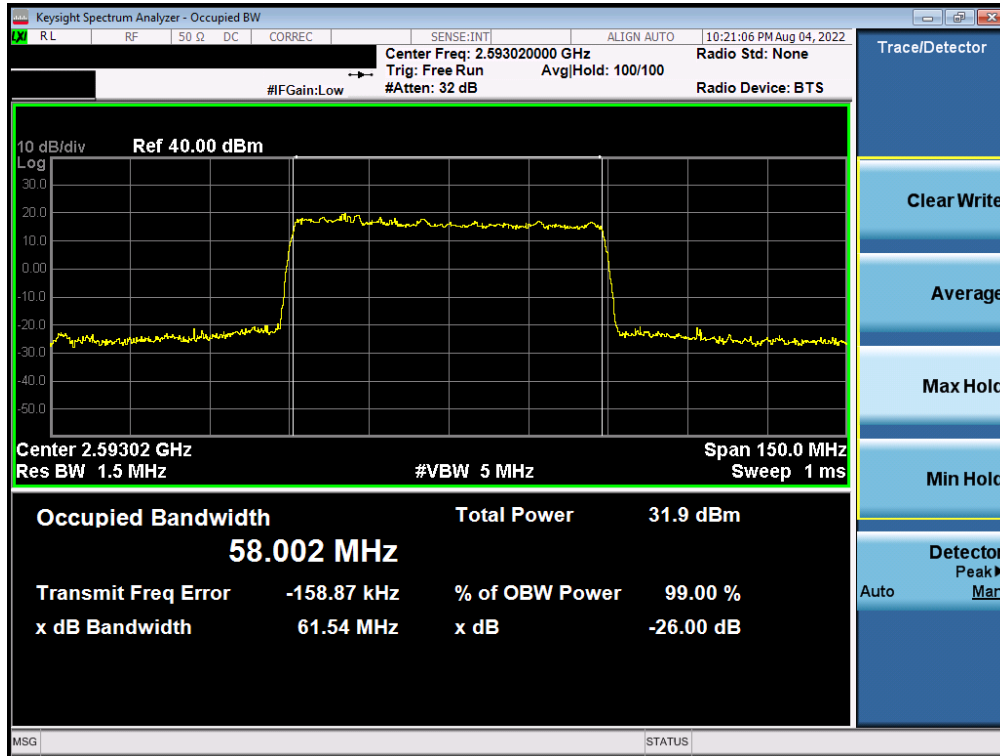 Keysight Spectrum Analyzer - Occupied BW
LXI RL RF 50 Ω DC CORREC SENSE:INT ALIGN AUTO 10:21:06 PM Aug 04, 2022
Center Freq: 2.593020000 GHz Radio Std: None
Trig: Free Run Avg|Hold: 100/100
#IFGain:Low #Atten: 32 dB Radio Device: BTS
Trace/Detector
10 dB/div Ref 40.00 dBm
Log
30.0
20.0
10.0
0.00
-10.0
-20.0
-30.0
-40.0
-50.0
Center 2.59302 GHz Span 150.0 MHz
Res BW 1.5 MHz #VBW 5 MHz Sweep 1 ms
Occupied Bandwidth Total Power 31.9 dBm
58.002 MHz
Transmit Freq Error -158.87 kHz % of OBW Power 99.00 %
x dB Bandwidth 61.54 MHz x dB -26.00 dB
Clear Write
Average
Max Hold
Min Hold
Detector
Peak▶
Auto Man
MSG STATUS